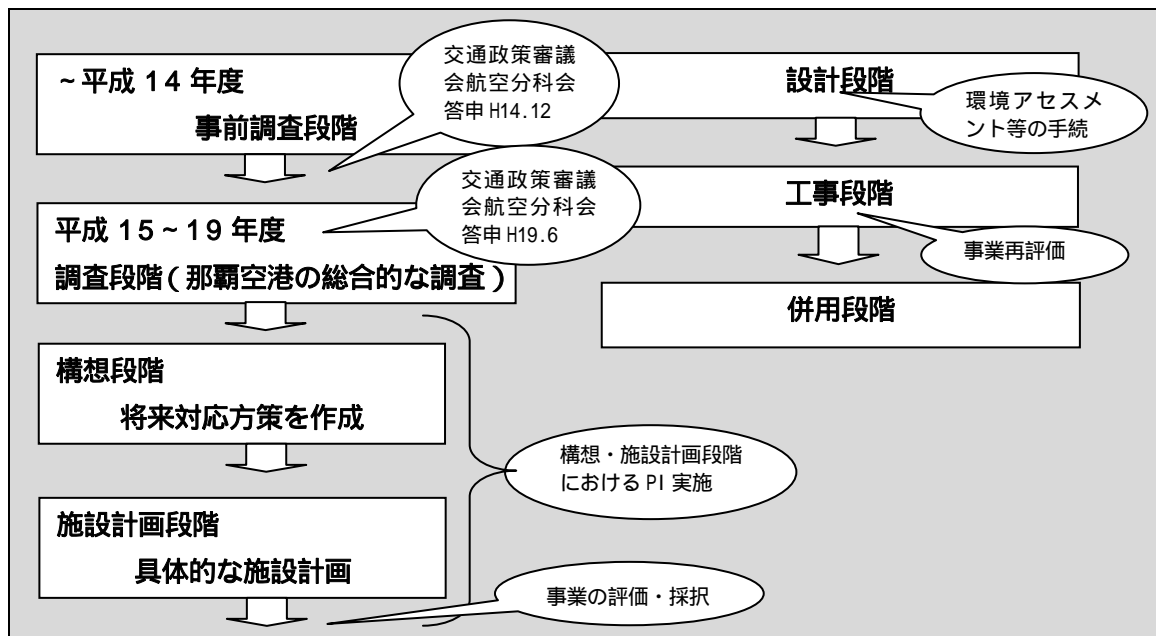 ~平成 14 年度
事前調査段階
交通政策審議
会航空分科会
答申 H14.12
平成 15~19 年度
調査段階(那覇空港の総合的な調査)
交通政策審議
会航空分科会
答申 H19.6
構想段階
将来対応方策を作成
施設計画段階
具体的な施設計画
構想・施設計画段階
における PI 実施
事業の評価・採択
設計段階
環境アセスメ
ント等の手続
工事段階
事業再評価
併用段階